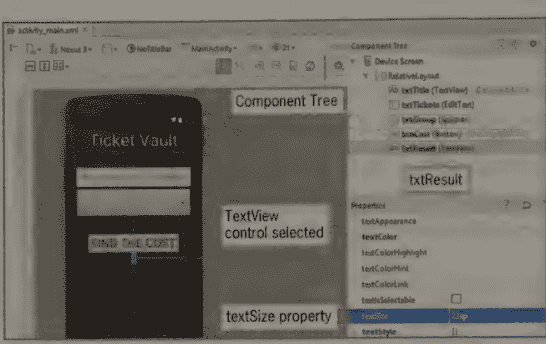 activity_main.xml
Nexus
NoTitleBar
MainActivity
21
Component Tree
Device Screen
RelativeLayout
txtTitle (TextView)
txtTickets (EditText)
Component Tree
Ticket Vault
txtResult
Properties
textAppearance
TextView
control selected
textColor
textColorHighlight
FIND THE COST
textColorHint
textColorLink
textIsSelectable
textSize property
textSize
textStyle